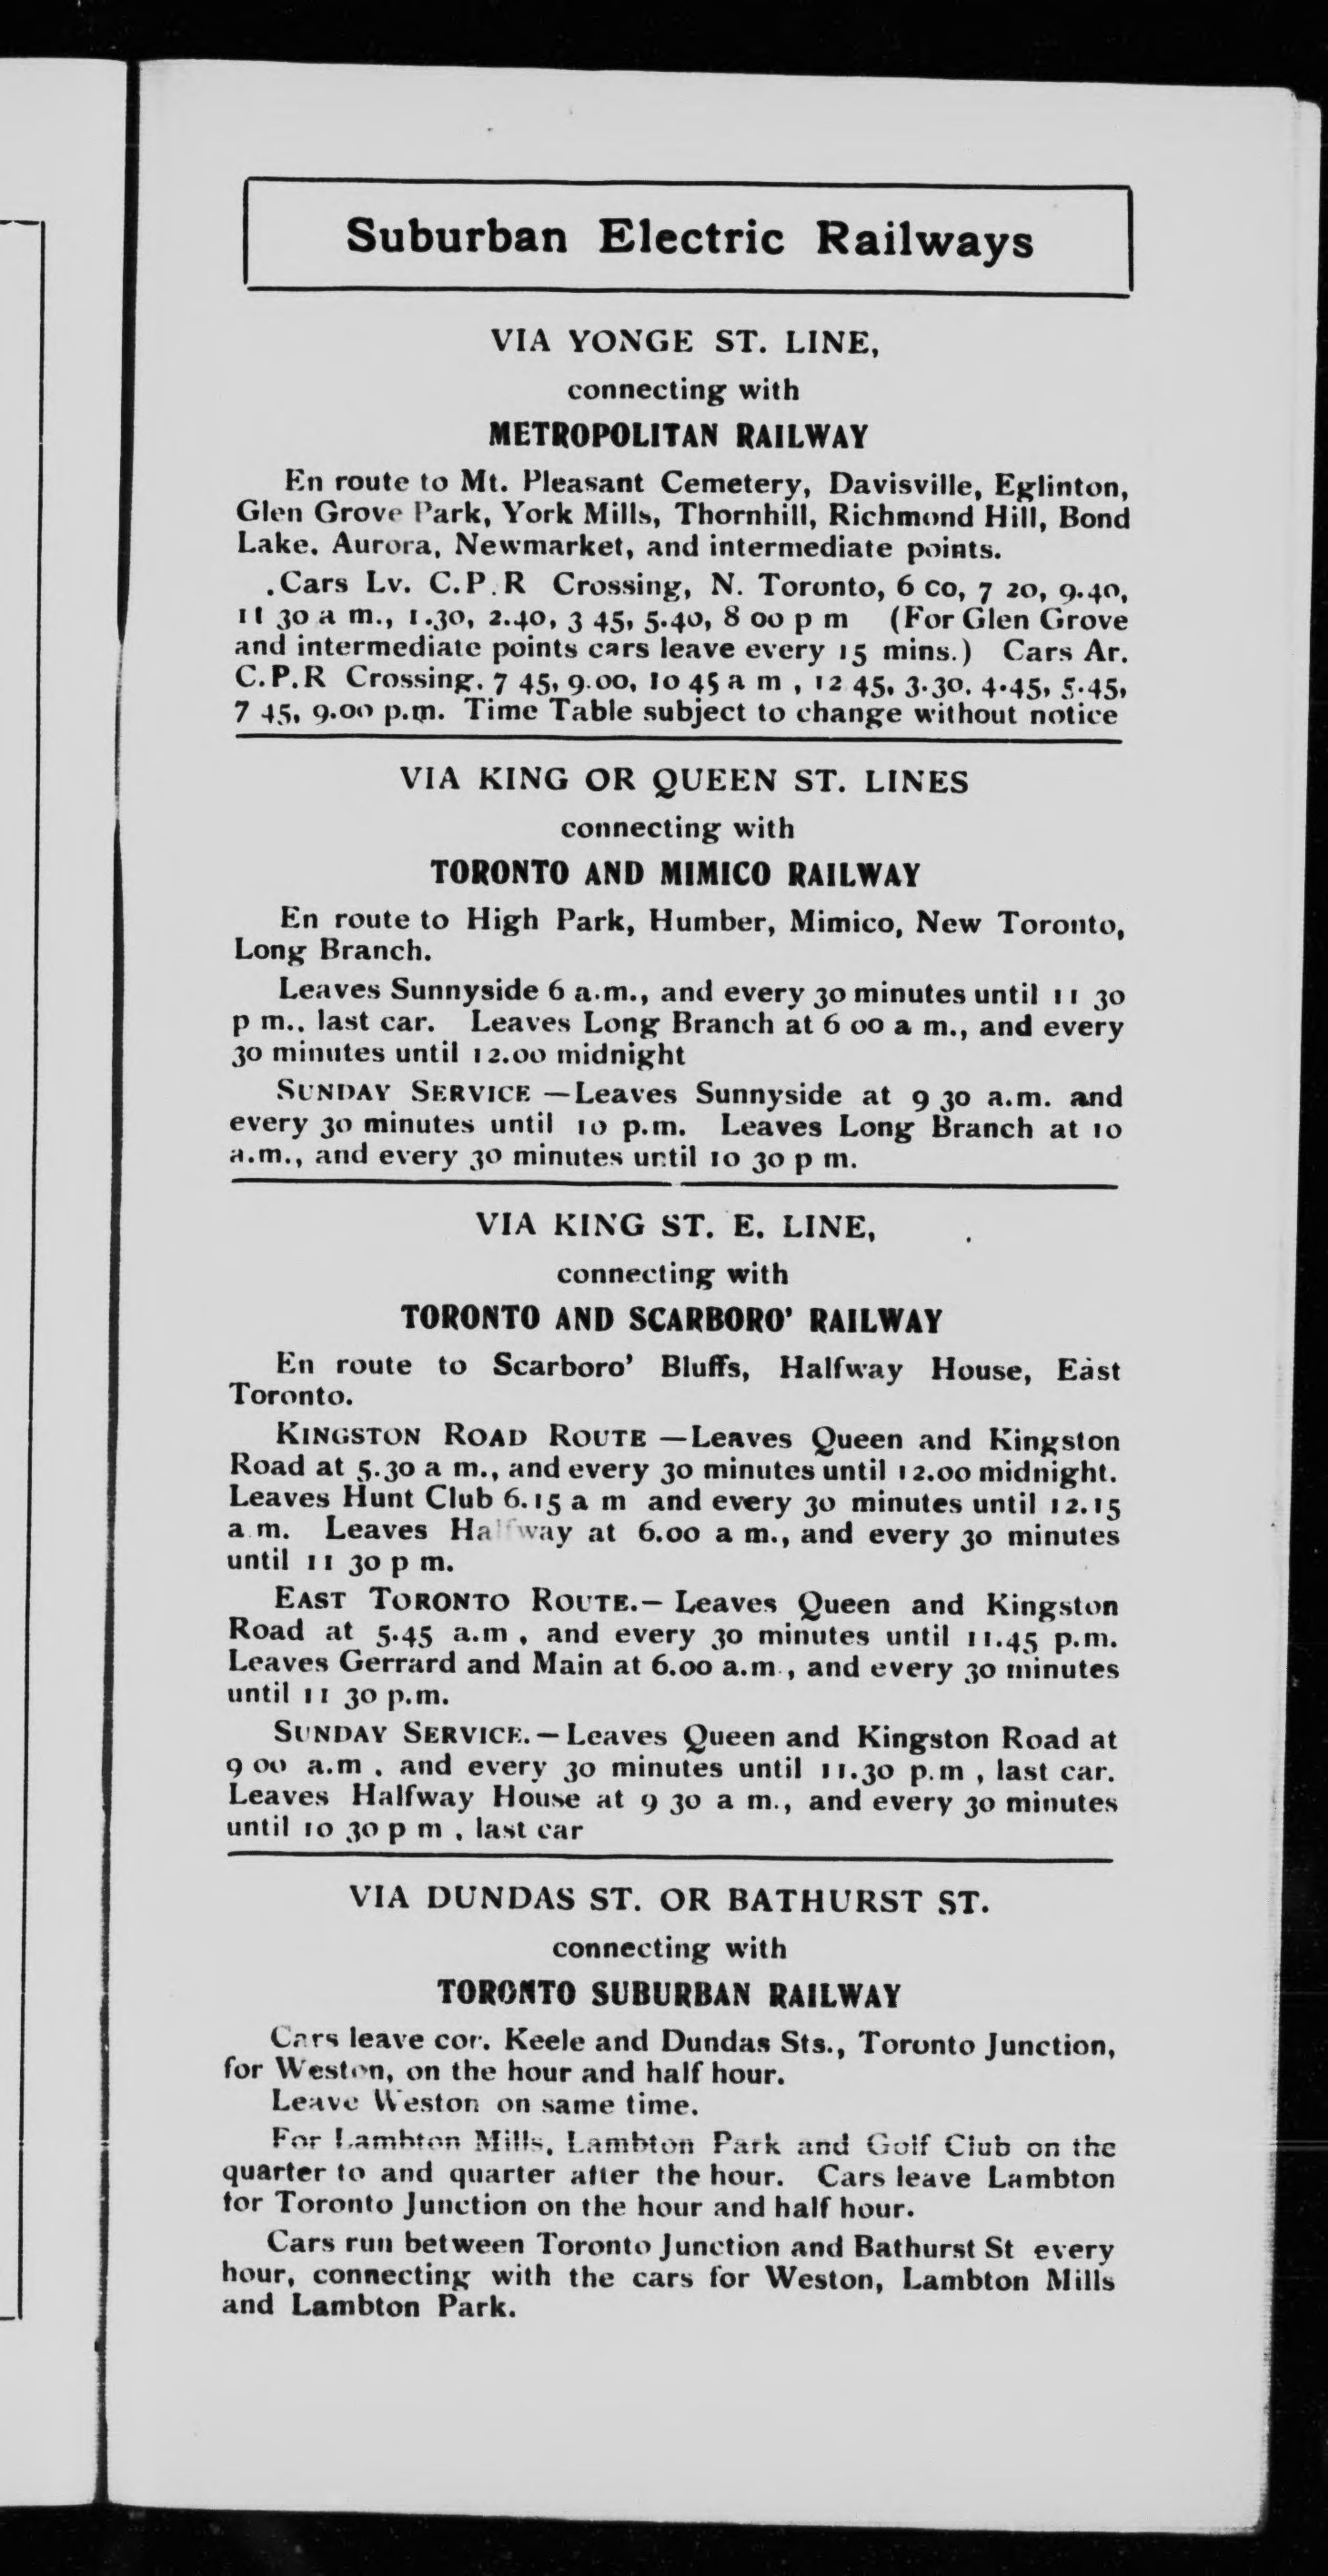 Suburban Electric Railways
VIA YONGE ST. LINE,
connecting with
METROPOLITAN RAILWAY
En route to Mt. Pleasant Cemetery, Davisville, Eglinton,
Glen Grove Park, York Mills, Thornhill, Richmond Hill, Bond
Lake, Aurora, Newmarket, and intermediate points.
.Cars Lv. C.P.R Crossing, N. Toronto, 6 00, 7 20, 9.40,
11 30 a m., 1.30, 2.40, 3 45, 5.40, 8 00 p m (For Glen Grove
and intermediate points cars leave every 15 mins.) Cars Ar.
C.P.R Crossing. 7 45, 9.00, 10 45 a m , 12 45, 3.30. 4.45, 5.45,
7 45, 9.00 p.m. Time Table subject to change without notice
VIA KING OR QUEEN ST. LINES
connecting with
TORONTO AND MIMICO RAILWAY
En route to High Park, Humber, Mimico, New Toronto,
Long Branch.
Leaves Sunnyside 6 a.m., and every 30 minutes until 11 30
p m.. last car. Leaves Long Branch at 6 00 a m., and every
30 minutes until 12.00 midnight
SUNDAY SERVICE —Leaves Sunnyside at 9 30 a.m. and
every 30 minutes until 10 p.m. Leaves Long Branch at 10
a.m., and every 30 minutes until 10 30 p m.
VIA KING ST. E. LINE,
connecting with
TORONTO AND SCARBORO' RAILWAY
En route to Scarboro' Bluffs, Halfway House, East
Toronto.
KINGSTON ROAD ROUTE —Leaves Queen and Kingston
Road at 5.30 a m., and every 30 minutes until 12.00 midnight.
Leaves Hunt Club 6.15 a m and every 30 minutes until 12.15
a m. Leaves Halfway at 6.00 a m., and every 30 minutes
until 11 30 p m.
EAST TORONTO ROUTE.— Leaves Queen and Kingston
Road at 5.45 a.m , and every 30 minutes until 11.45 p.m.
Leaves Gerrard and Main at 6.00 a.m., and every 30 minutes
until 11 30 p.m.
SUNDAY SERVICE.—Leaves Queen and Kingston Road at
9 00 a.m , and every 30 minutes until 11.30 p.m , last car.
Leaves Halfway House at 9 30 a m., and every 30 minutes
until 10 30 p m , last car
VIA DUNDAS ST. OR BATHURST ST.
connecting with
TORONTO SUBURBAN RAILWAY
Cars leave cor. Keele and Dundas Sts., Toronto Junction,
for Weston, on the hour and half hour.
Leave Weston on same time.
For Lambton Mills, Lambton Park and Golf Club on the
quarter to and quarter after the hour. Cars leave Lambton
for Toronto Junction on the hour and half hour.
Cars run between Toronto Junction and Bathurst St every
hour, connecting with the cars for Weston, Lambton Mills
and Lambton Park.